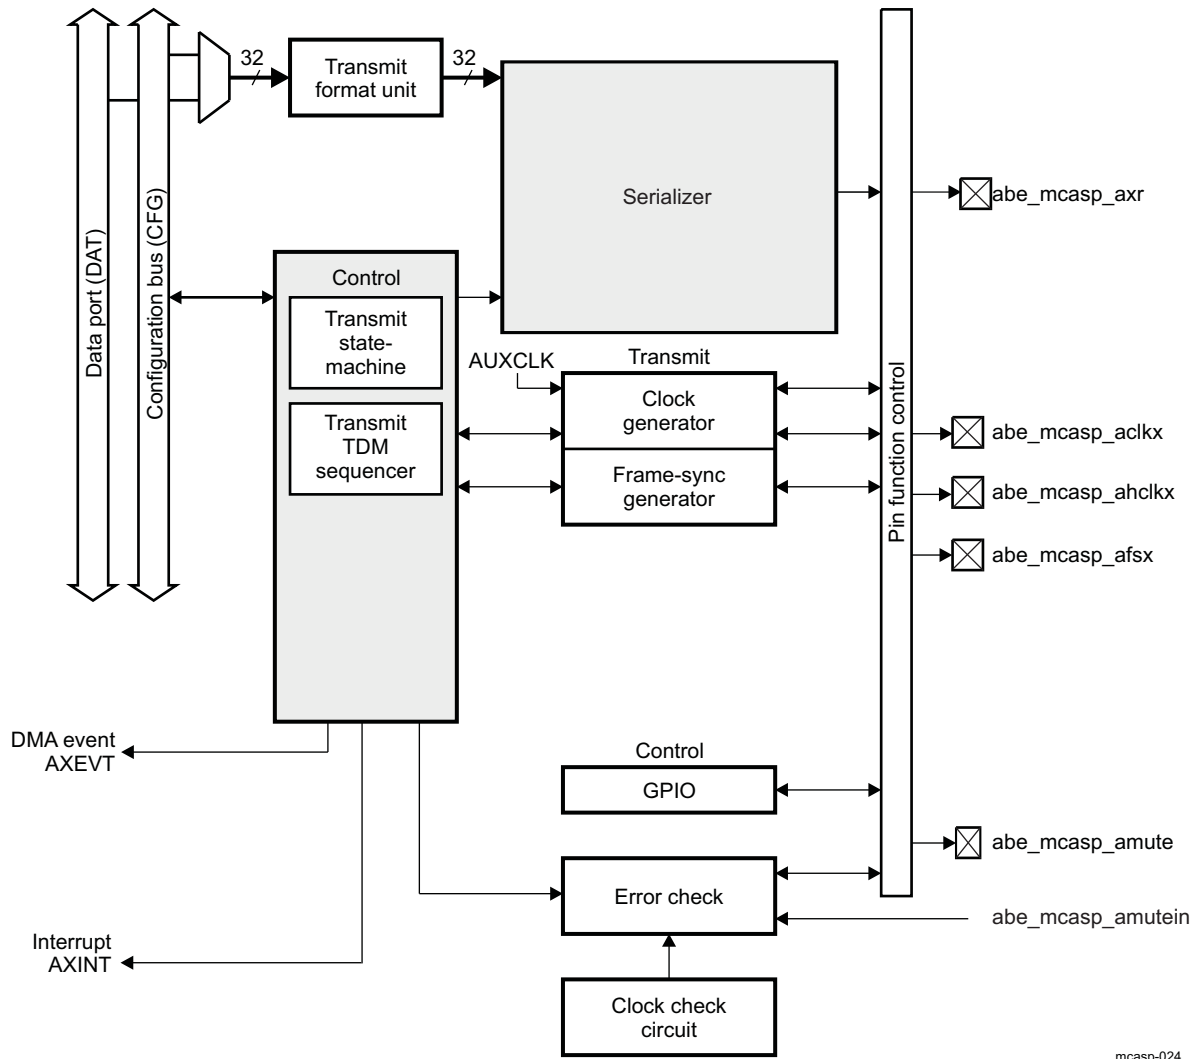 32
Transmit
format unit
32
Serializer
abe_mcasp_axr
Data port (DAT)
Configuration bus (CFG)
Control
Transmit
state-
machine
Transmit
TDM
sequencer
AUXCLK
Transmit
Clock
generator
Frame-sync
generator
Pin function control
abe_mcasp_aclkx
abe_mcasp_ahclkx
abe_mcasp_afsx
DMA event
AXEVT
Control
GPIO
abe_mcasp_amute
Error check
abe_mcasp_amutein
Interrupt
AXINT
Clock check
circuit
mcasp-024